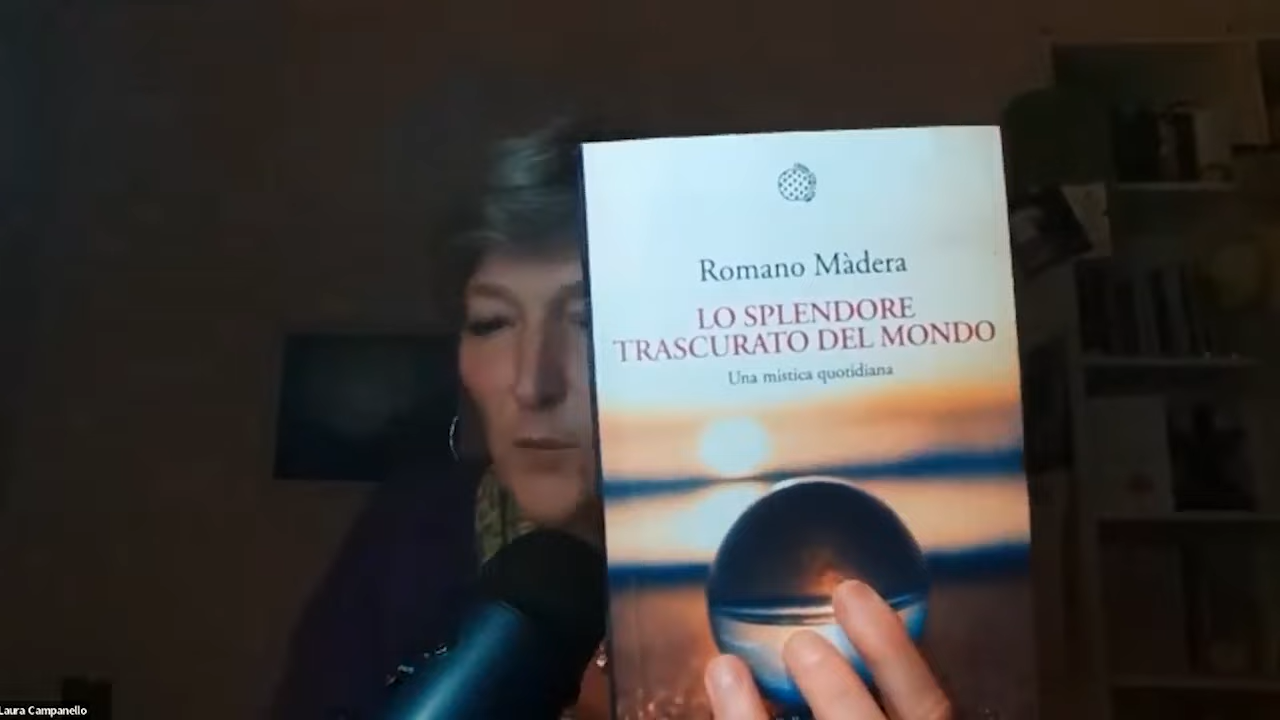 Romano Màdera
LO SPLENDORE
TRASCURATO DEL MONDO
Una mistica quotidiana
Laura Campanello